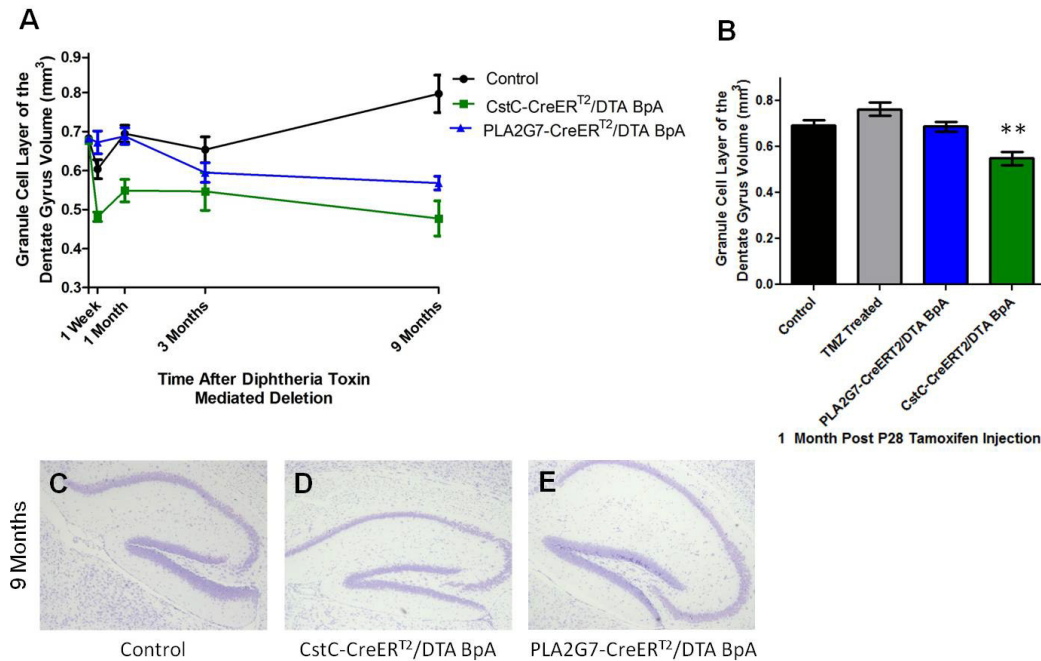 A
Granule Cell Layer of the
Dentate Gyrus Volume (mm³)
0.9
0.8
0.7
0.6
0.5
0.4
0.3
1 Week
1 Month
3 Months
9 Months
Time After Diphtheria Toxin
Mediated Deletion
Control
CstC-CreERᵀ²/DTA BpA
PLA2G7-CreERᵀ²/DTA BpA
B
Granule Cell Layer of the
Dentate Gyrus Volume (mm³)
0.8
0.6
0.4
0.2
0.0
**
Control
TMZ Treated
PLA2G7-CreERT2/DTA BpA
CstC-CreERT2/DTA BpA
1 Month Post P28 Tamoxifen Injection
9 Months
C
D
E
Control
CstC-CreERᵀ²/DTA BpA
PLA2G7-CreERᵀ²/DTA BpA